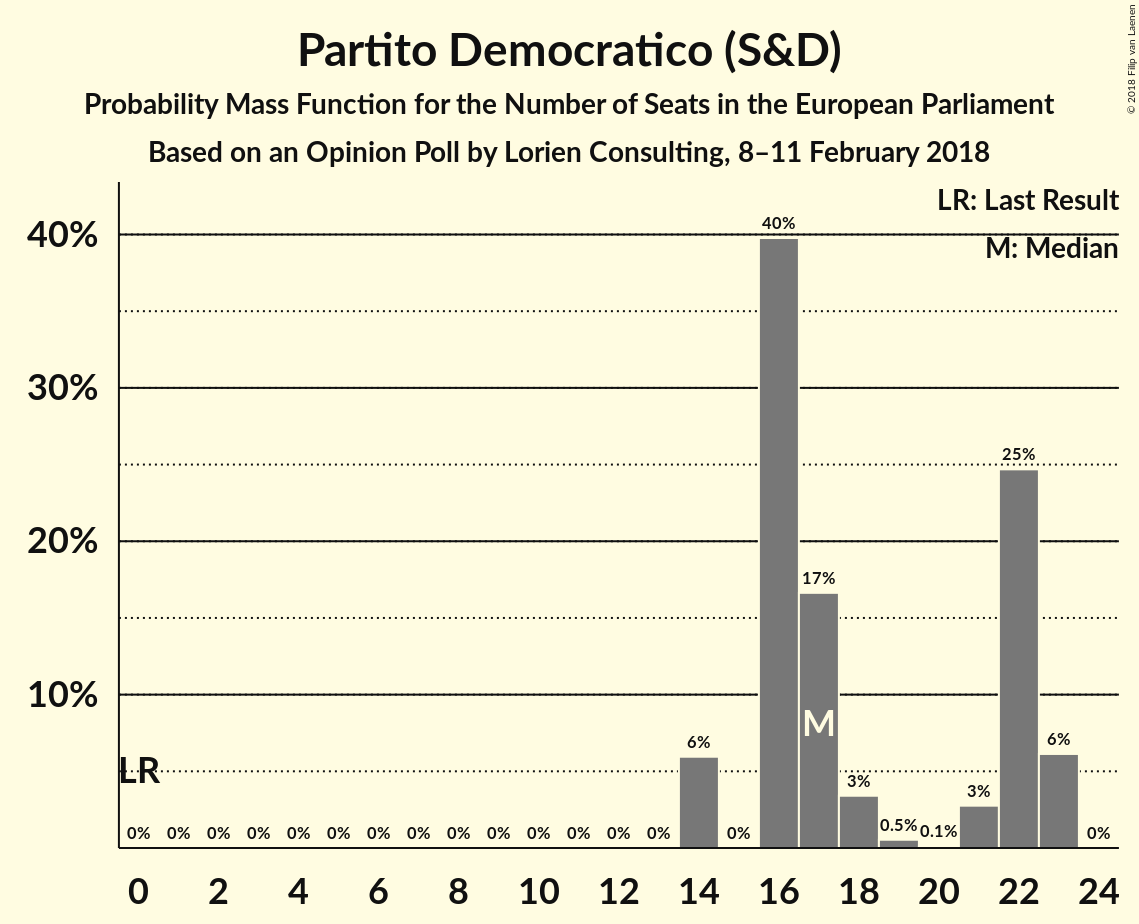 Partito Democratico (S&D)
Probability Mass Function for the Number of Seats in the European Parliament
Based on an Opinion Poll by Lorien Consulting, 8–11 February 2018
© 2018 Filip van Laenen
LR: Last Result
M: Median
40%
30%
20%
10%
LR
M
0% 0% 0% 0% 0% 0% 0% 0% 0% 0% 0% 0% 0% 0% 6% 0% 40% 17% 3% 0.5% 0.1% 3% 25% 6% 0%
0 2 4 6 8 10 12 14 16 18 20 22 24